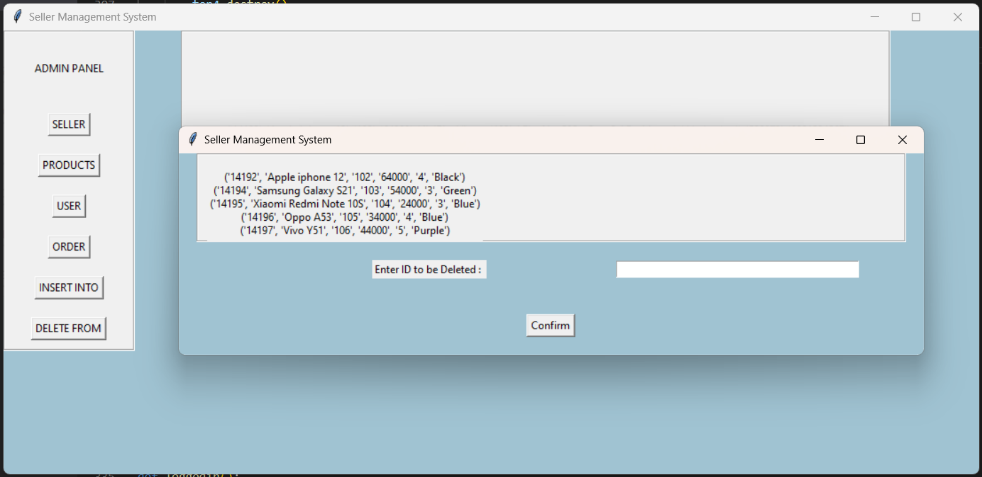 Seller Management System
ADMIN PANEL
SELLER
PRODUCTS
USER
ORDER
INSERT INTO
DELETE FROM
Seller Management System
('14192', 'Apple iphone 12', '102', '64000', '4', 'Black')
('14194', 'Samsung Galaxy S21', '103', '54000', '3', 'Green')
('14195', 'Xiaomi Redmi Note 10S', '104', '24000', '3', 'Blue')
('14196', 'Oppo A53', '105', '34000', '4', 'Blue')
('14197', 'Vivo Y51', '106', '44000', '5', 'Purple')
Enter ID to be Deleted :
Confirm